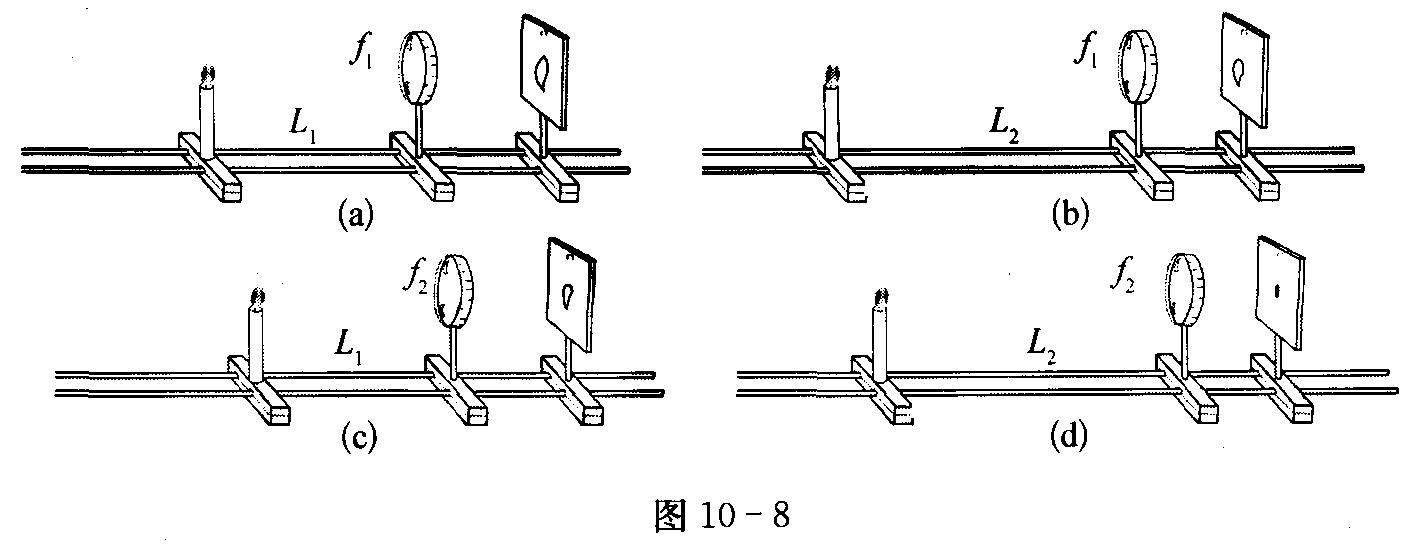 f₁ f₁
L₁ L₂
(a) (b)
f₂ f₂
L₁ L₂
(c) (d)
图 10－8